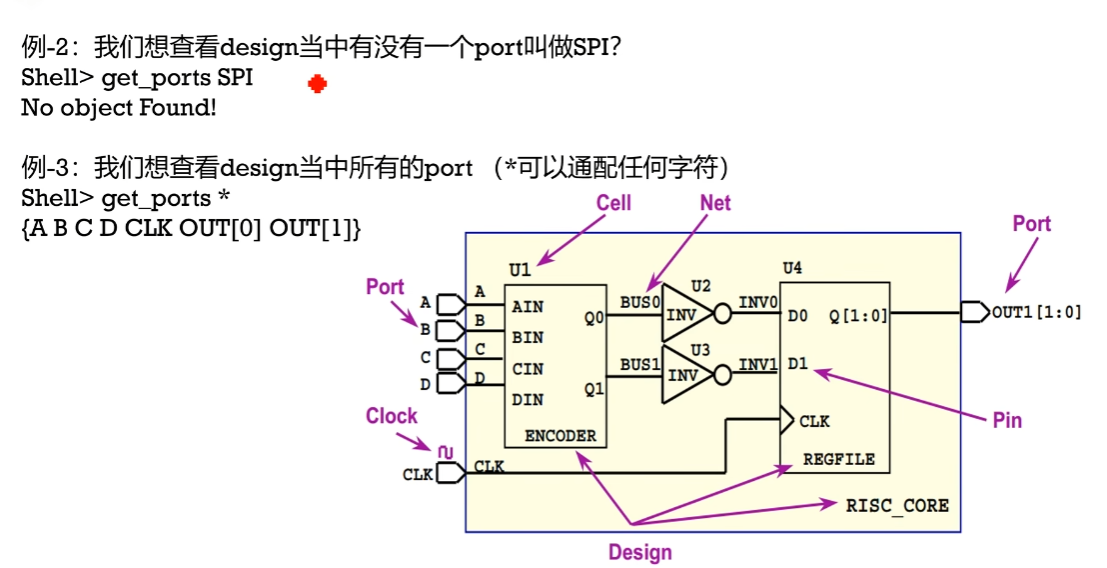 例-2：我们想查看design当中有没有一个port叫做SPI？
Shell> get_ports SPI
No object Found!
例-3：我们想查看design当中所有的port （*可以通配任何字符）
Shell> get_ports *
{A B C D CLK OUT[0] OUT[1]}
Cell
Net
Port
U1
U2
U4
Port
A
A
AIN
Q0
BUS0
INV
INV0
D0
Q[1:0]
OUT1[1:0]
B
B
BIN
C
C
CIN
U3
D
D
DIN
Q1
BUS1
INV
INV1
D1
Pin
Clock
ENCODER
CLK
CLK
CLK
REGFILE
RISC_CORE
Design